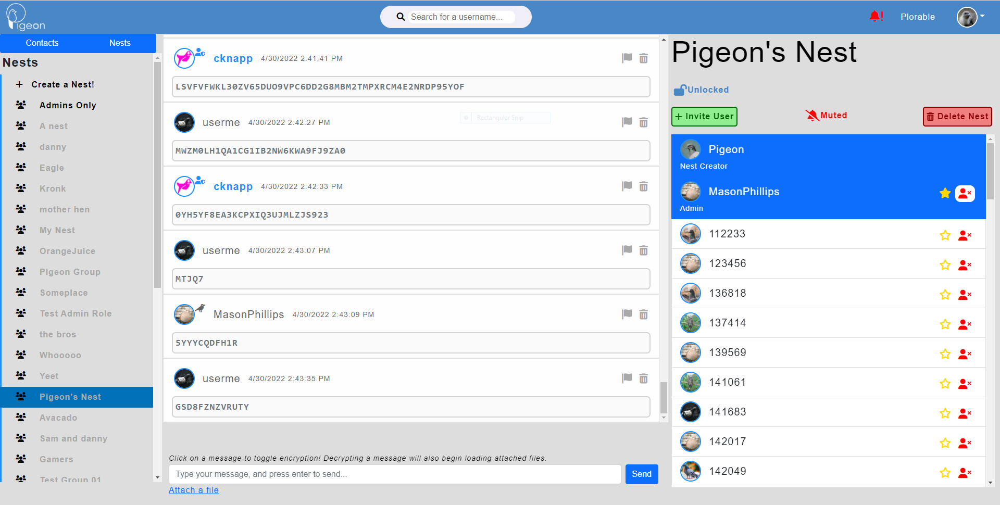 Pigeon
Search for a username...
Plorable
Contacts
Nests
Nests
Create a Nest!
Admins Only
A nest
danny
Eagle
Kronk
mother hen
My Nest
OrangeJuice
Pigeon Group
Someplace
Test Admin Role
the bros
Whooooo
Yeet
Pigeon's Nest
Avacado
Sam and danny
Gamers
Test Group 01
cknapp 4/30/2022 2:41:41 PM
LSVFVFWKL30ZV65DUO9VPC6DD2G8MBM2TMPXRCM4E2NRDP95YOF
userme 4/30/2022 2:42:27 PM
Rectangular Snip
MWZM0LH1QA1CG1IB2NW6KWA9FJ9ZA0
cknapp 4/30/2022 2:42:33 PM
0YH5YF8EA3KCPXIQ3UJMLZJS923
userme 4/30/2022 2:43:07 PM
MTJQ7
MasonPhillips 4/30/2022 2:43:09 PM
5YYYCQDFH1R
userme 4/30/2022 2:43:35 PM
GSD8FZNZVRUTY
Click on a message to toggle encryption! Decrypting a message will also begin loading attached files.
Type your message, and press enter to send...
Send
Attach a file
Pigeon's Nest
Unlocked
+ Invite User
Muted
Delete Nest
Pigeon
Nest Creator
MasonPhillips
Admin
112233
123456
136818
137414
139569
141061
141683
142017
142049